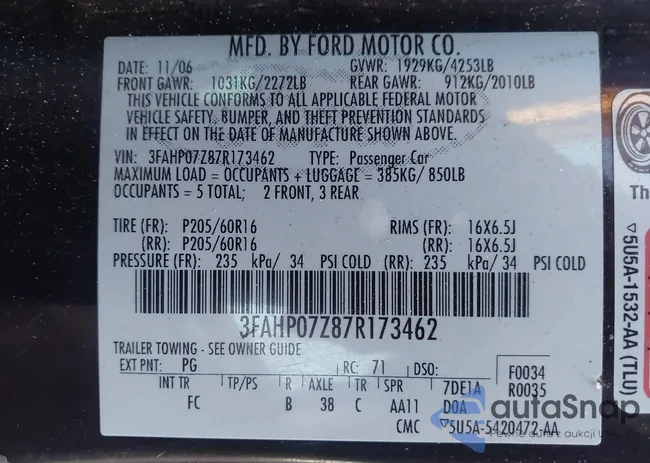 MFD. BY FORD MOTOR CO.
DATE: 11/06 GVWR: 1929KG/4253LB
FRONT GAWR: 1031KG/2272LB REAR GAWR: 912KG/2010LB
THIS VEHICLE CONFORMS TO ALL APPLICABLE FEDERAL MOTOR
VEHICLE SAFETY, BUMPER, AND THEFT PREVENTION STANDARDS
IN EFFECT ON THE DATE OF MANUFACTURE SHOWN ABOVE.
VIN: 3FAHP07Z87R173462 TYPE: Passenger Car
MAXIMUM LOAD = OCCUPANTS + LUGGAGE = 385KG/ 850LB
OCCUPANTS = 5 TOTAL; 2 FRONT, 3 REAR
TIRE (FR): P205/60R16 RIMS (FR): 16X6.5J
(RR): P205/60R16 (RR): 16X6.5J
PRESSURE (FR): 235 kPa/ 34 PSI COLD (RR): 235 kPa/ 34 PSI COLD
3FAHP07Z87R173462
TRAILER TOWING - SEE OWNER GUIDE
EXT PNT: PG RC: 71 DSO: F0034
R0035
INT TR TP/PS R AXLE TR SPR 7DE1A
FC B 38 C AA11 D0A
CMC ▽5U5A-5420472-AA
Th
▽5U5A-1532-AA (TLU)
autoSnap